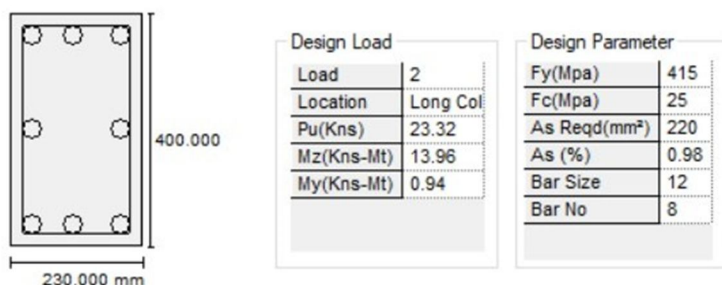 400.000
230.000 mm
Design Load
Load 2
Location Long Col
Pu(Kns) 23.32
Mz(Kns-Mt) 13.96
My(Kns-Mt) 0.94
Design Parameter
Fy(Mpa) 415
Fc(Mpa) 25
As Reqd(mm²) 220
As (%) 0.98
Bar Size 12
Bar No 8